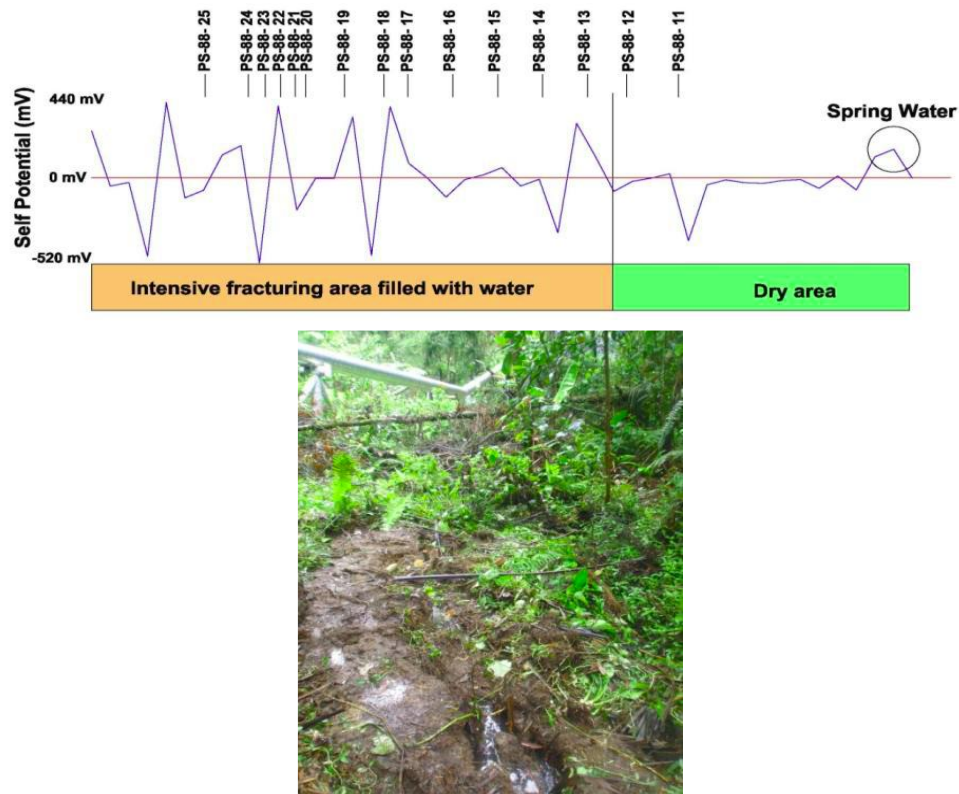 PS-88- 25
PS-88- 24
PS-88- 23
PS-88- 22
PS-88- 21
PS-88- 20
PS-88- 19
PS-88- 18
PS-88- 17
PS-88- 16
PS-88- 15
PS-88- 14
PS-88- 13
PS-88- 12
PS-88- 11
Self Potential (mV)
440 mV
Spring Water
0 mV
-520 mV
Intensive fracturing area filled with water
Dry area